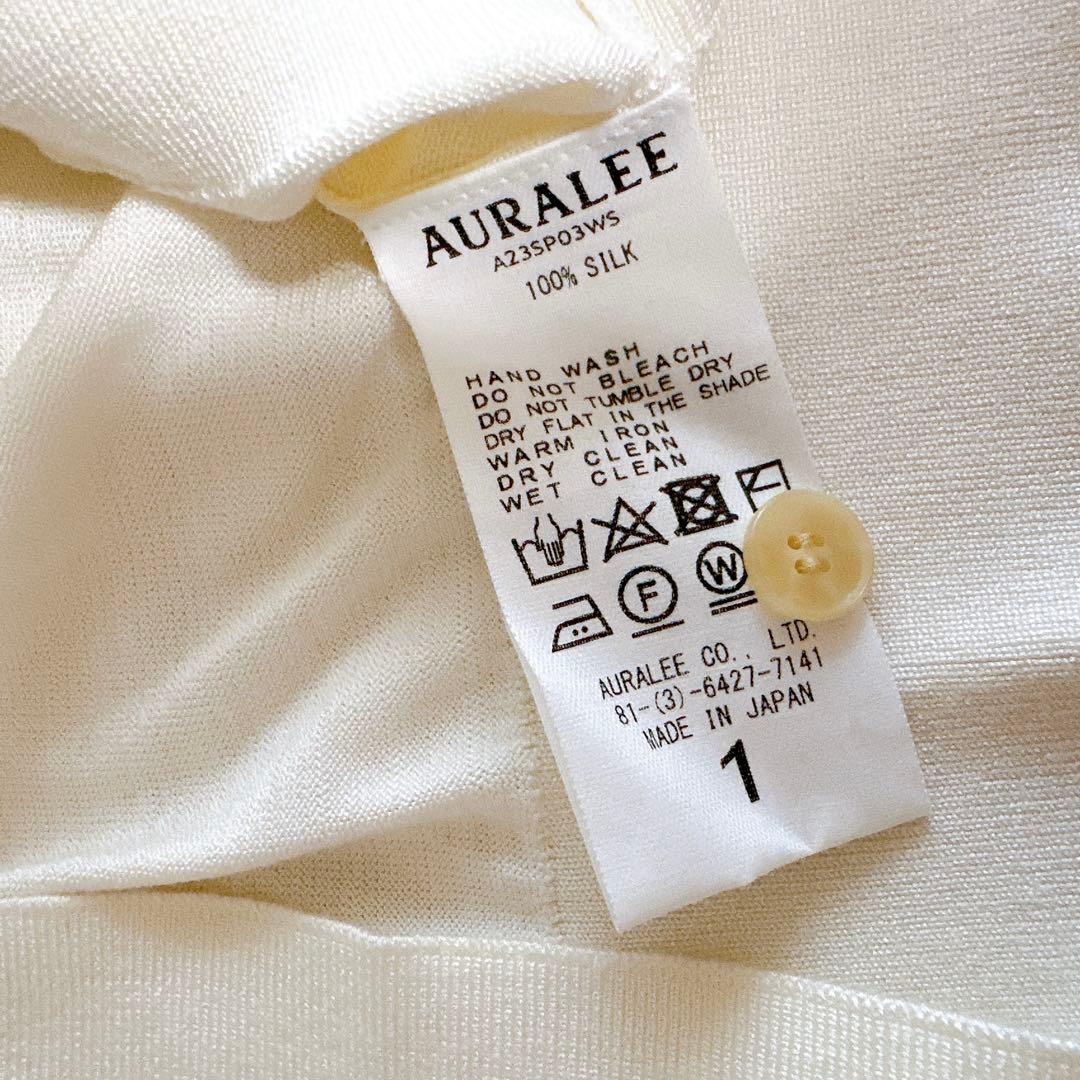 AURALEE
A23SP03WS
100% SILK
HAND WASH
DO NOT BLEACH
DO NOT TUMBLE DRY
DRY FLAT IN THE SHADE
WARM IRON
DRY CLEAN
WET CLEAN
F
W
AURALEE CO., LTD.
81-(3)-6427-7141
MADE IN JAPAN
1